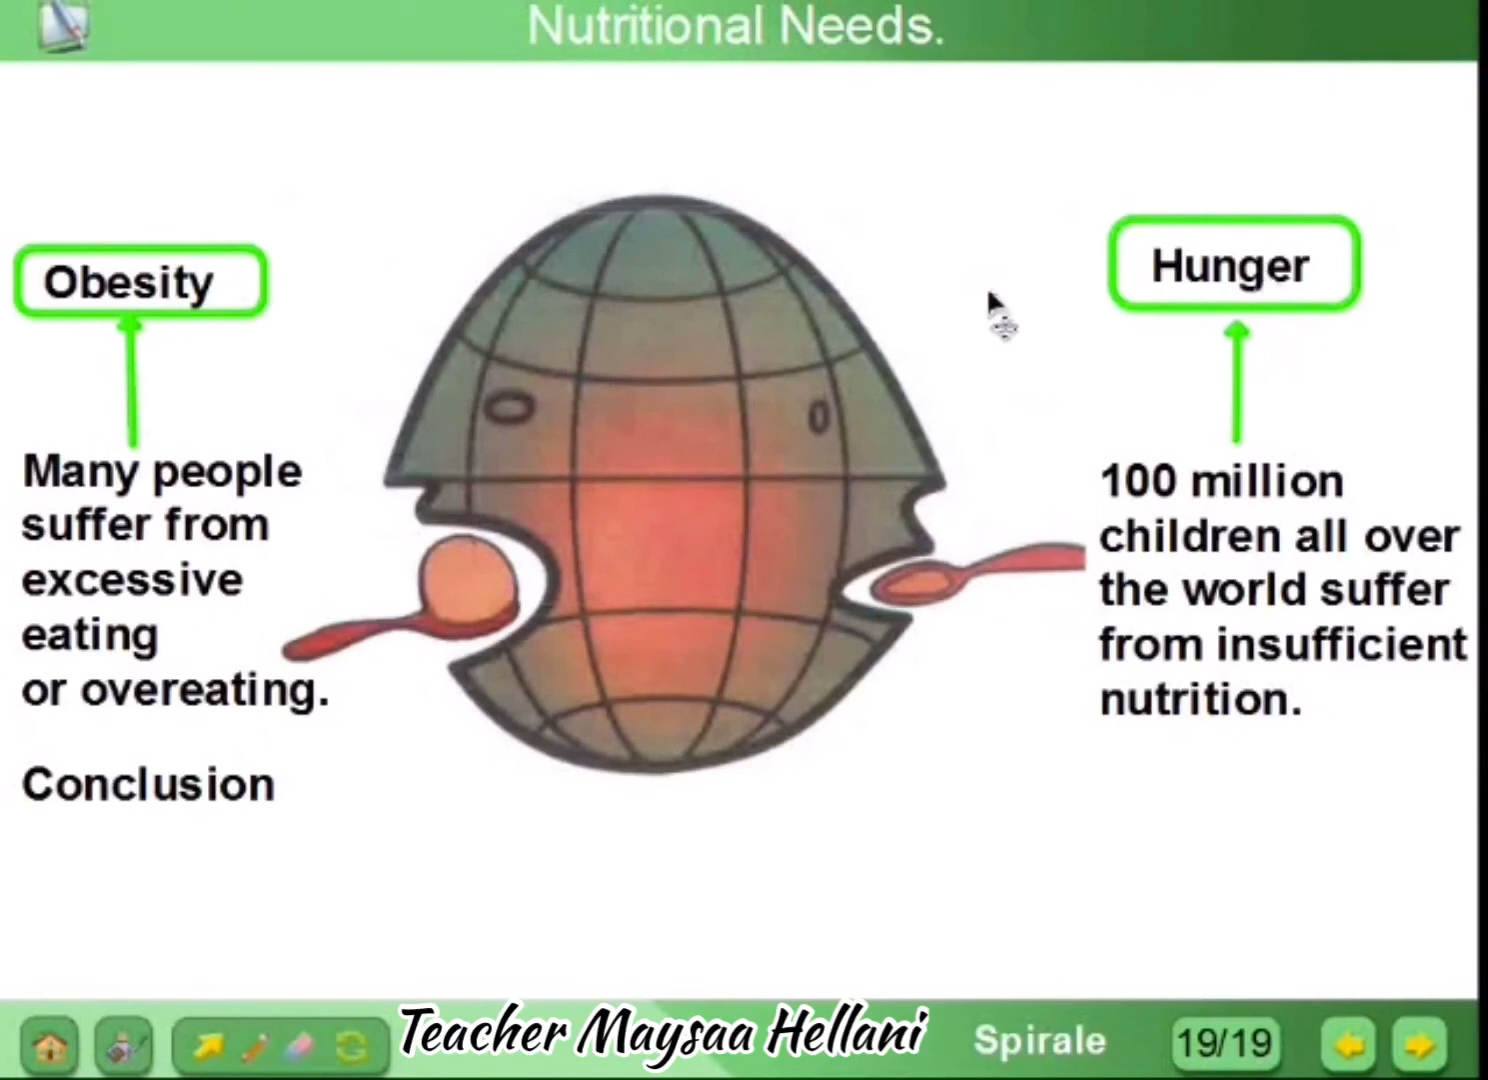 Nutritional Needs.
Obesity
Many people
suffer from
excessive
eating
or overeating.
Conclusion
Hunger
100 million
children all over
the world suffer
from insufficient
nutrition.
Teacher Maysaa Hellani
Spirale
19/19